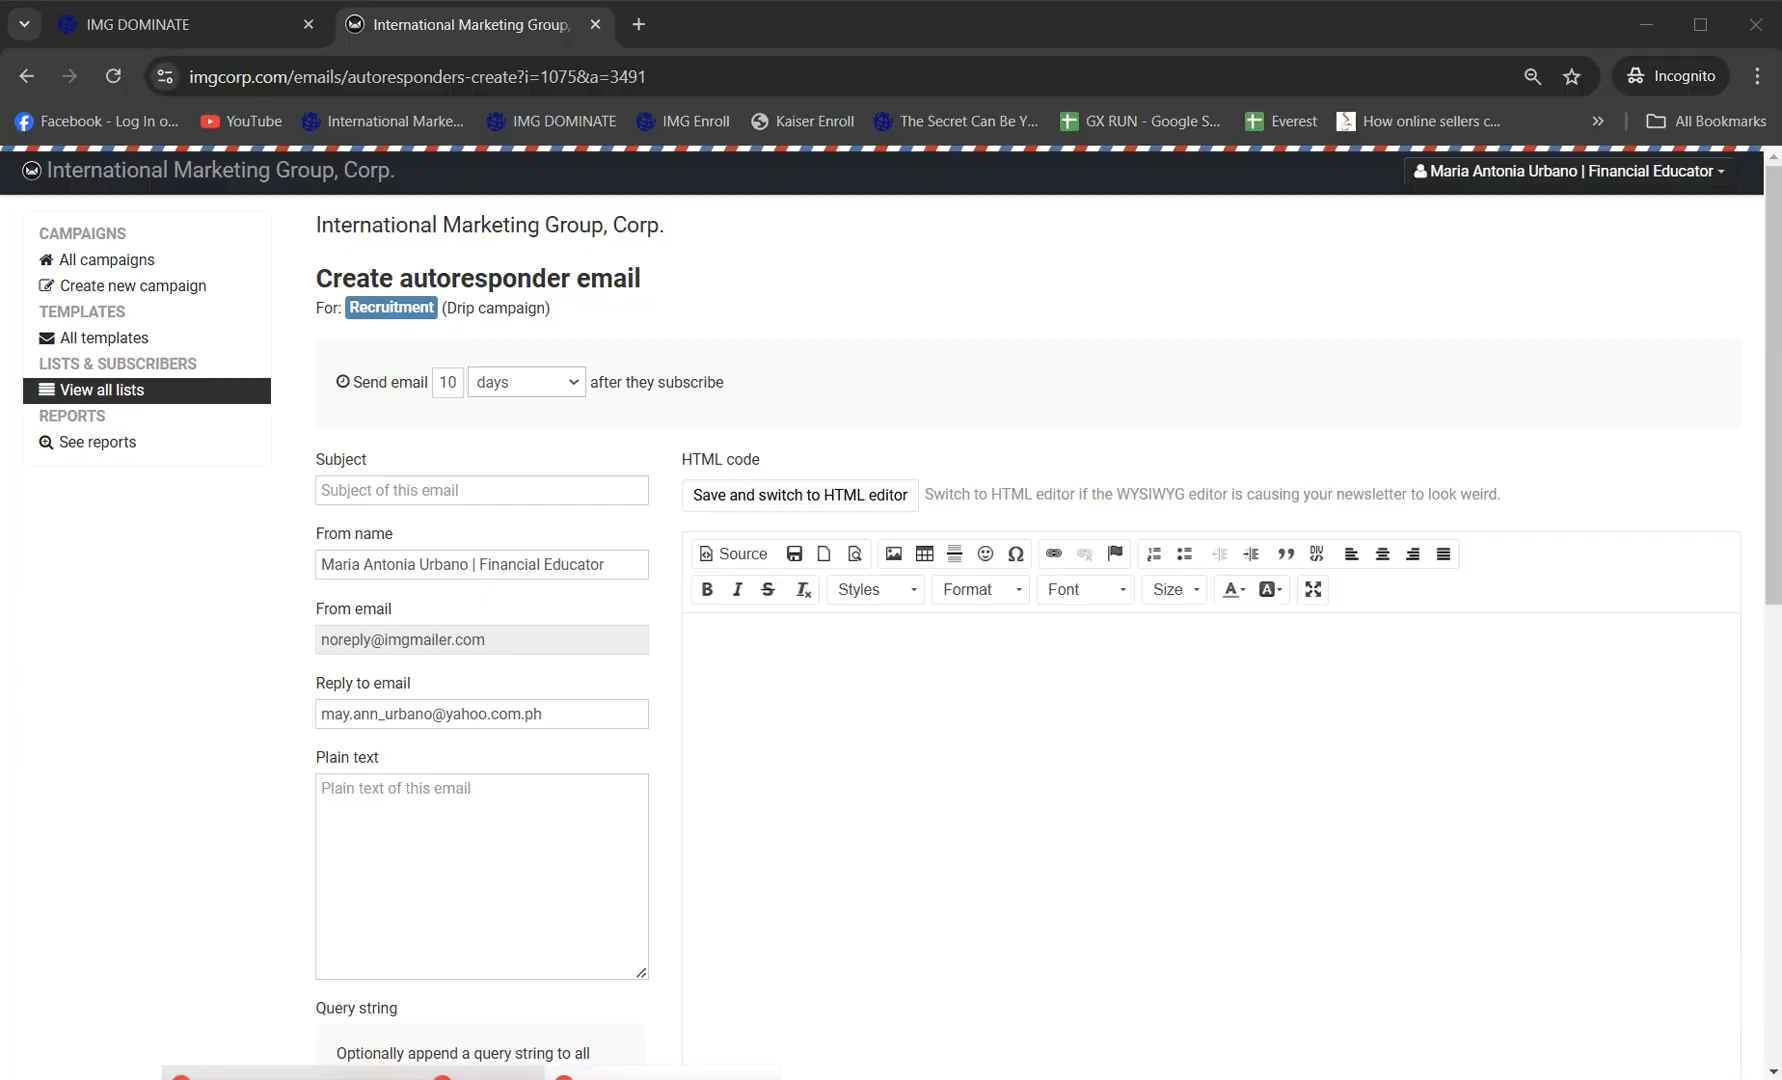 IMG DOMINATE
International Marketing Group,
imgcorp.com/emails/autoresponders-create?i=1075&a=3491
Incognito
Facebook - Log In o...
YouTube
International Marke...
IMG DOMINATE
IMG Enroll
Kaiser Enroll
The Secret Can Be Y...
GX RUN - Google S...
Everest
How online sellers c...
»
All Bookmarks
International Marketing Group, Corp.
Maria Antonia Urbano | Financial Educator
CAMPAIGNS
All campaigns
Create new campaign
TEMPLATES
All templates
LISTS & SUBSCRIBERS
View all lists
REPORTS
See reports
International Marketing Group, Corp.
Create autoresponder email
For: Recruitment (Drip campaign)
Send email 10 days after they subscribe
Subject
Subject of this email
From name
Maria Antonia Urbano | Financial Educator
From email
noreply@imgmailer.com
Reply to email
may.ann_urbano@yahoo.com.ph
Plain text
Plain text of this email
Query string
Optionally append a query string to all
HTML code
Save and switch to HTML editor
Switch to HTML editor if the WYSIWYG editor is causing your newsletter to look weird.
Source
Styles
Format
Font
Size